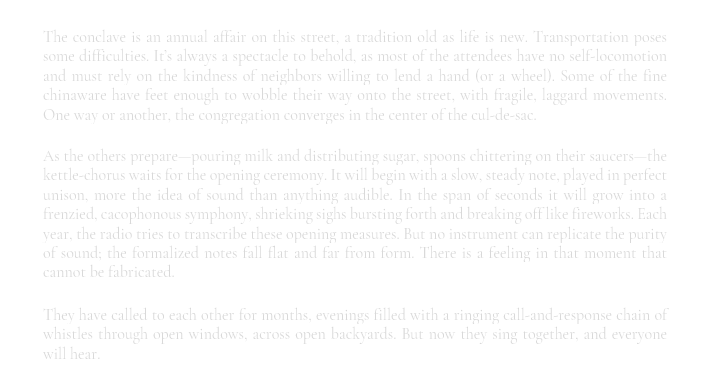 The conclave is an annual affair on this street, a tradition old as life is new. Transportation poses
some difficulties. It's always a spectacle to behold, as most of the attendees have no self-locomotion
and must rely on the kindness of neighbors willing to lend a hand (or a wheel). Some of the fine
chinaware have feet enough to wobble their way onto the street, with fragile, laggard movements.
One way or another, the congregation converges in the center of the cul-de-sac.

As the others prepare—pouring milk and distributing sugar, spoons chittering on their saucers—the
kettle-chorus waits for the opening ceremony. It will begin with a slow, steady note, played in perfect
unison, more the idea of sound than anything audible. In the span of seconds it will grow into a
frenzied, cacophonous symphony, shrieking sighs bursting forth and breaking off like fireworks. Each
year, the radio tries to transcribe these opening measures. But no instrument can replicate the purity
of sound; the formalized notes fall flat and far from form. There is a feeling in that moment that
cannot be fabricated.

They have called to each other for months, evenings filled with a ringing call-and-response chain of
whistles through open windows, across open backyards. But now they sing together, and everyone
will hear.